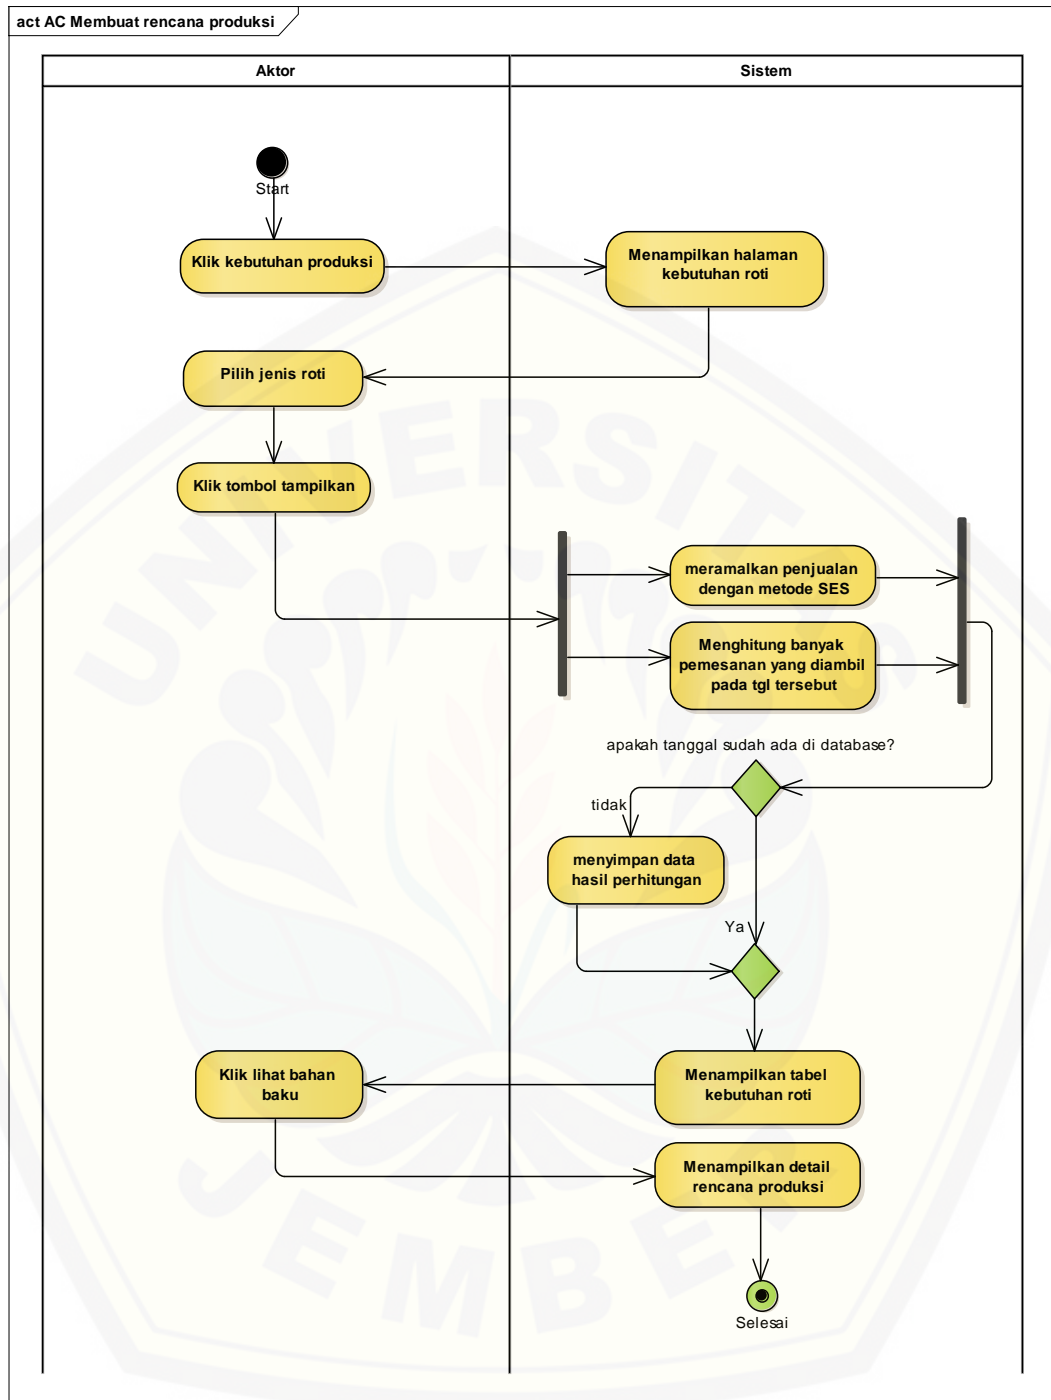 act AC Membuat rencana produksi
Aktor
Sistem
Start
Klik kebutuhan produksi
Menampilkan halaman
kebutuhan roti
Pilih jenis roti
Klik tombol tampilkan
meramalkan penjualan
dengan metode SES
Menghitung banyak
pemesanan yang diambil
pada tgl tersebut
apakah tanggal sudah ada di database?
tidak
menyimpan data
hasil perhitungan
Ya
Klik lihat bahan
baku
Menampilkan tabel
kebutuhan roti
Menampilkan detail
rencana produksi
Selesai
UNIVERSITAS
JEMBER